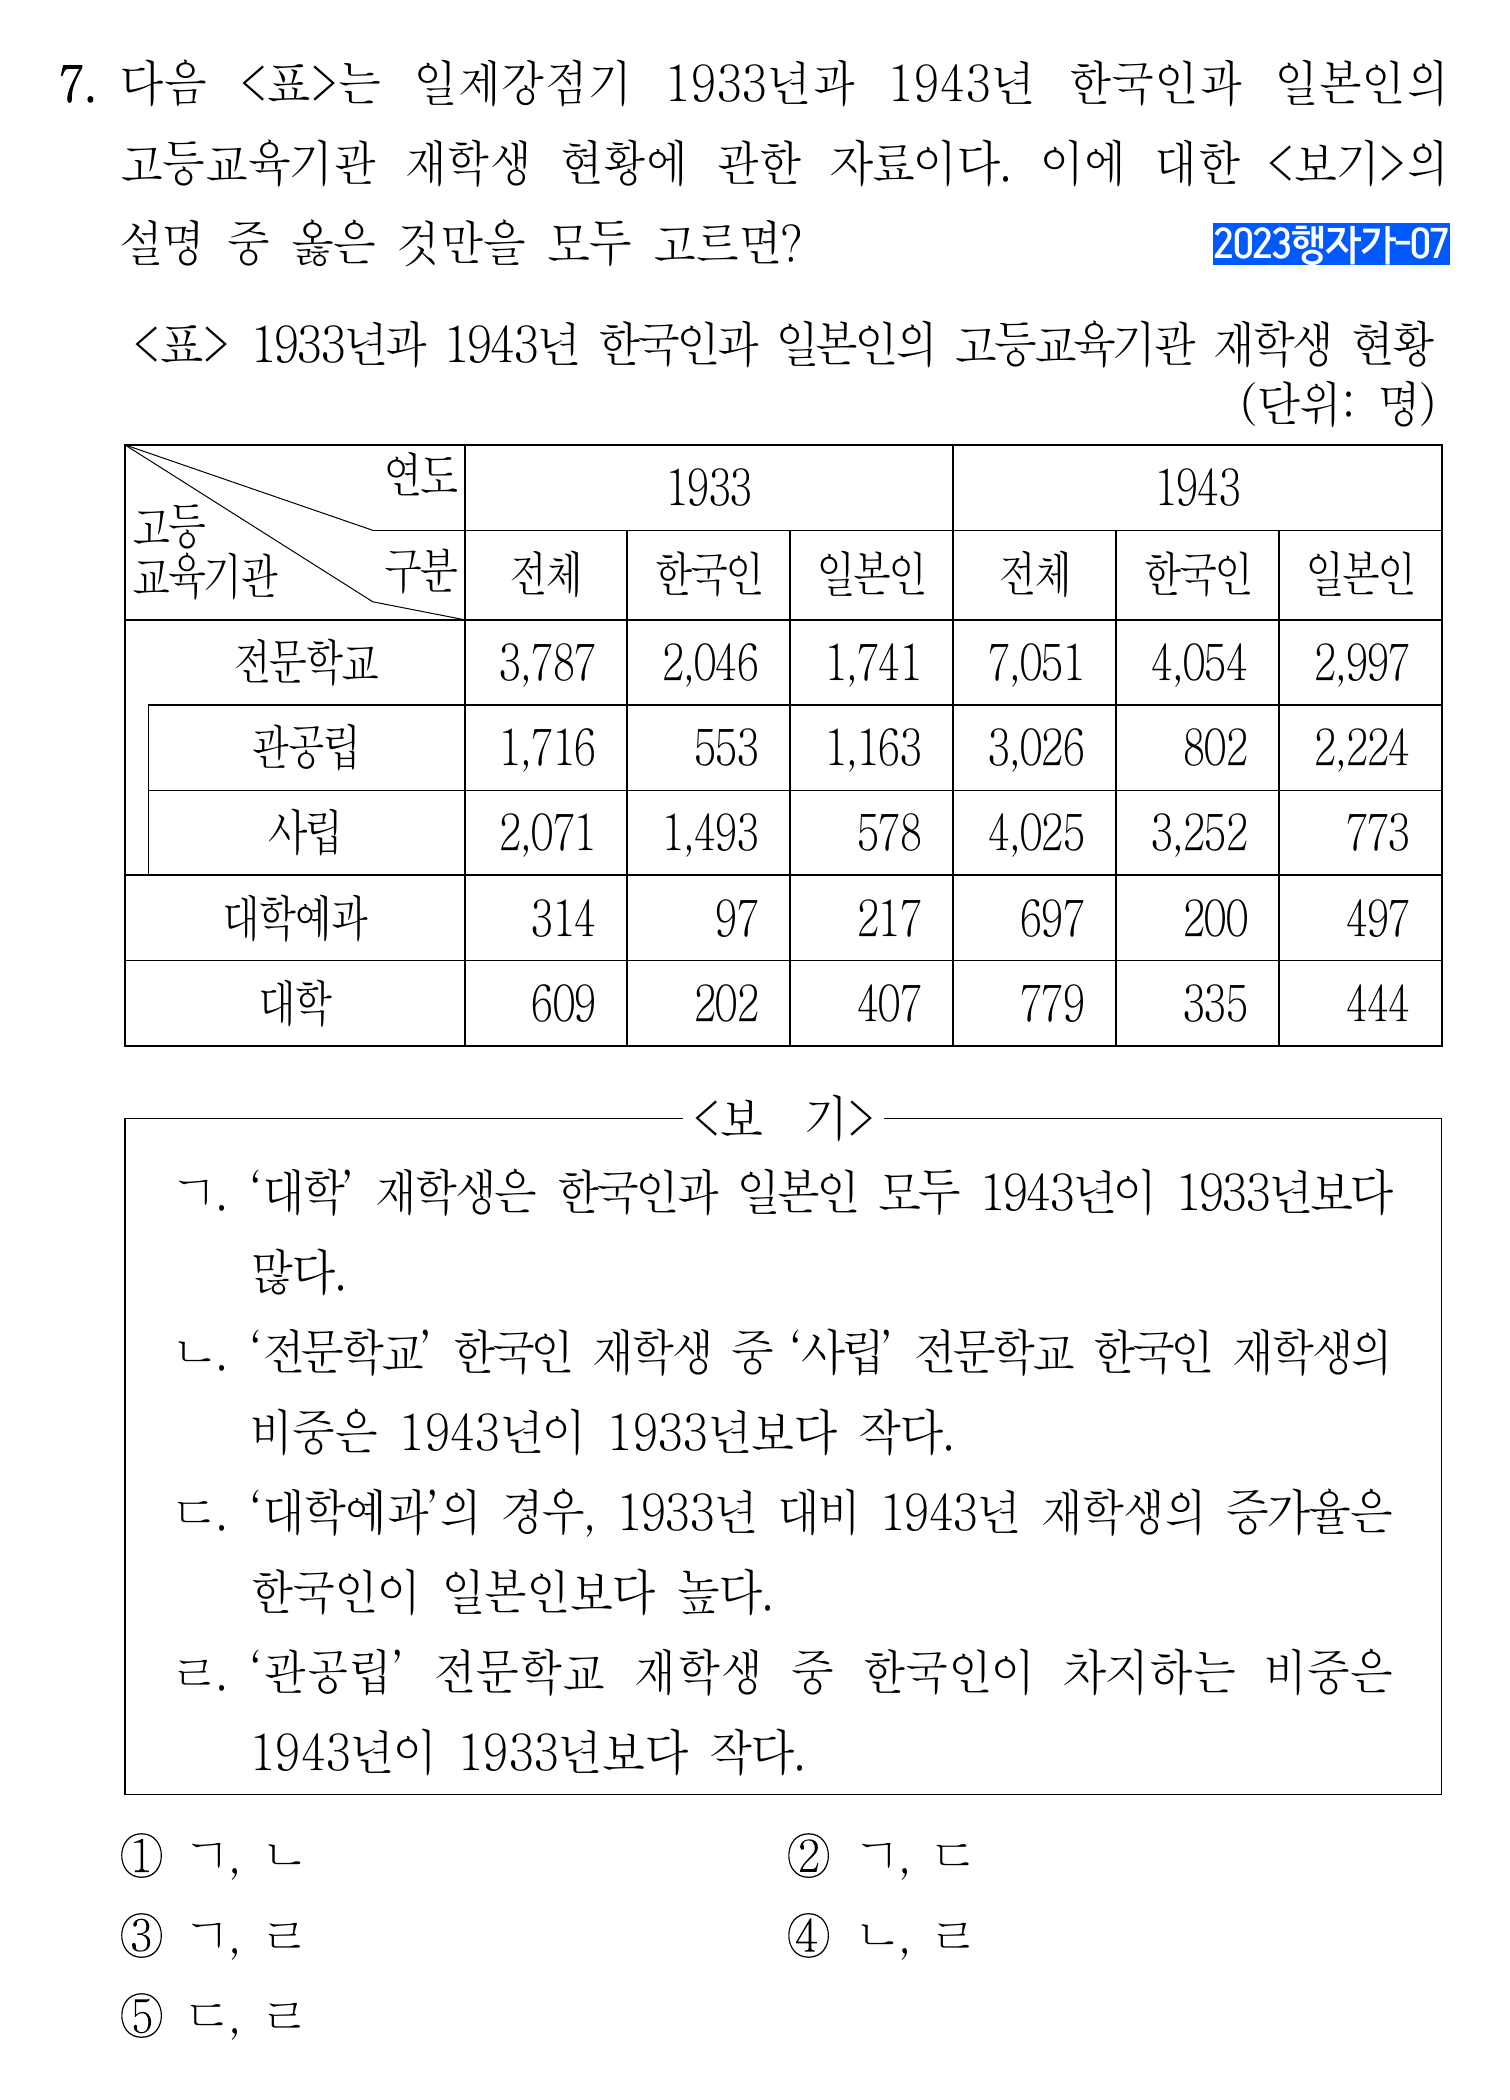 7. 다음 <표>는 일제강점기 1933년과 1943년 한국인과 일본인의
고등교육기관 재학생 현황에 관한 자료이다. 이에 대한 <보기>의
설명 중 옳은 것만을 모두 고르면?
2023행자가-07
<표> 1933년과 1943년 한국인과 일본인의 고등교육기관 재학생 현황
(단위: 명)
연도 1933 1943
고등
교육기관 구분 전체 한국인 일본인 전체 한국인 일본인
전문학교 3,787 2,046 1,741 7,051 4,054 2,997
관공립 1,716 553 1,163 3,026 802 2,224
사립 2,071 1,493 578 4,025 3,252 773
대학예과 314 97 217 697 200 497
대학 609 202 407 779 335 444
<보 기>
ㄱ. ‘대학’ 재학생은 한국인과 일본인 모두 1943년이 1933년보다
많다.
ㄴ. ‘전문학교’ 한국인 재학생 중 ‘사립’ 전문학교 한국인 재학생의
비중은 1943년이 1933년보다 작다.
ㄷ. ‘대학예과’의 경우, 1933년 대비 1943년 재학생의 증가율은
한국인이 일본인보다 높다.
ㄹ. ‘관공립’ 전문학교 재학생 중 한국인이 차지하는 비중은
1943년이 1933년보다 작다.
① ㄱ, ㄴ ② ㄱ, ㄷ
③ ㄱ, ㄹ ④ ㄴ, ㄹ
⑤ ㄷ, ㄹ